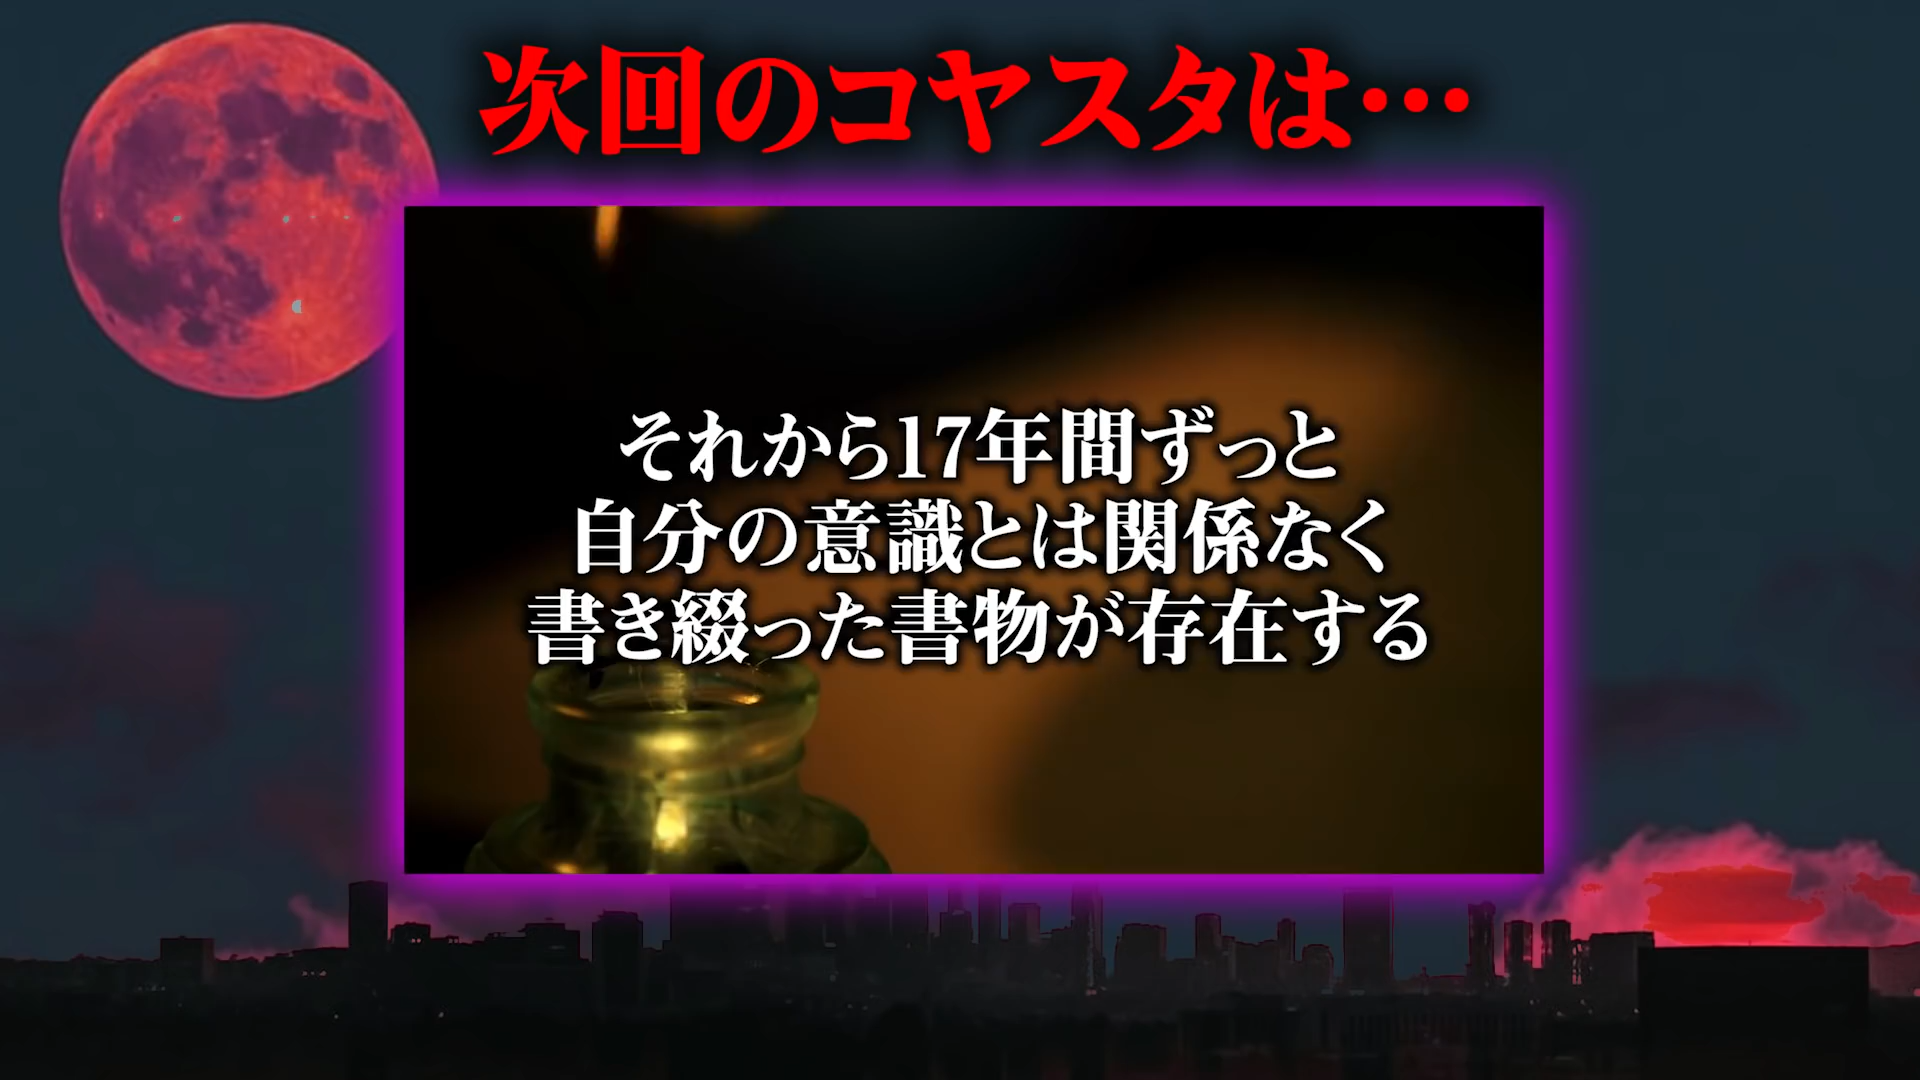 次回のコヤスタは…
それから17年間ずっと
自分の意識とは関係なく
書き綴った書物が存在する